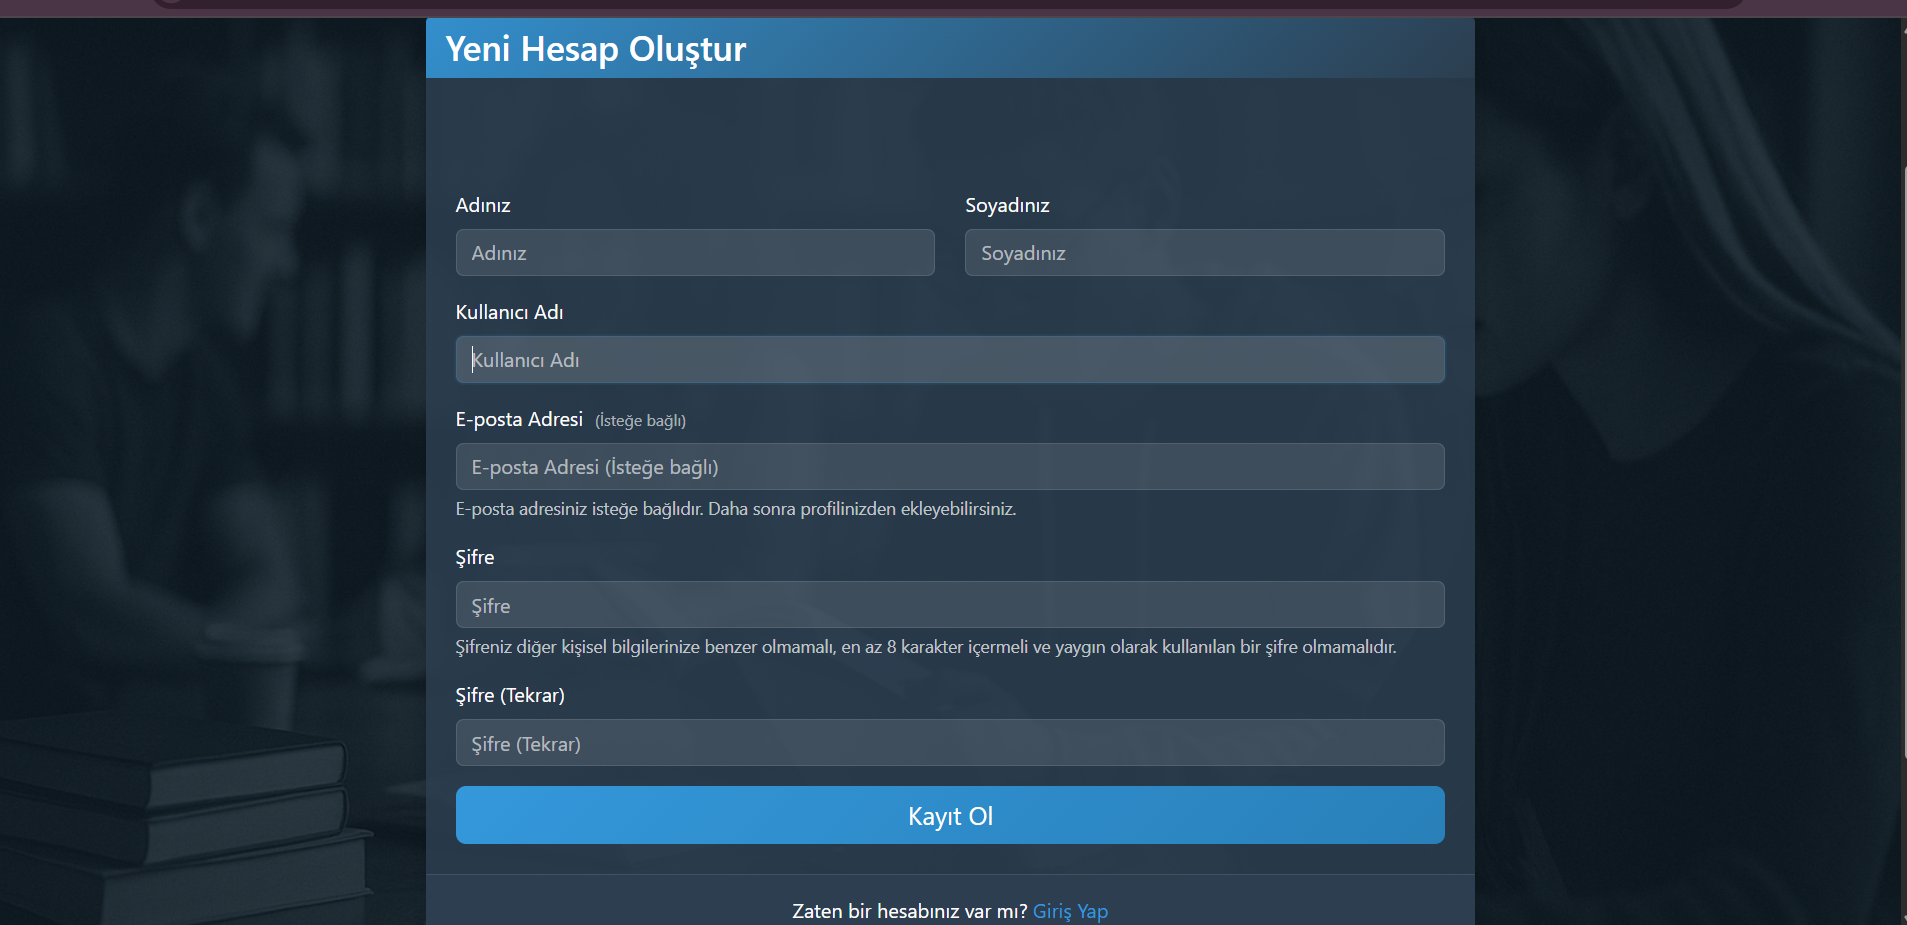 Yeni Hesap Oluştur
Adınız
Soyadınız
Adınız
Soyadınız
Kullanıcı Adı
Kullanıcı Adı
E-posta Adresi (İsteğe bağlı)
E-posta Adresi (İsteğe bağlı)
E-posta adresiniz isteğe bağlıdır. Daha sonra profilinizden ekleyebilirsiniz.
Şifre
Şifre
Şifreniz diğer kişisel bilgilerinize benzer olmamalı, en az 8 karakter içermeli ve yaygın olarak kullanılan bir şifre olmamalıdır.
Şifre (Tekrar)
Şifre (Tekrar)
Kayıt Ol
Zaten bir hesabınız var mı? Giriş Yap